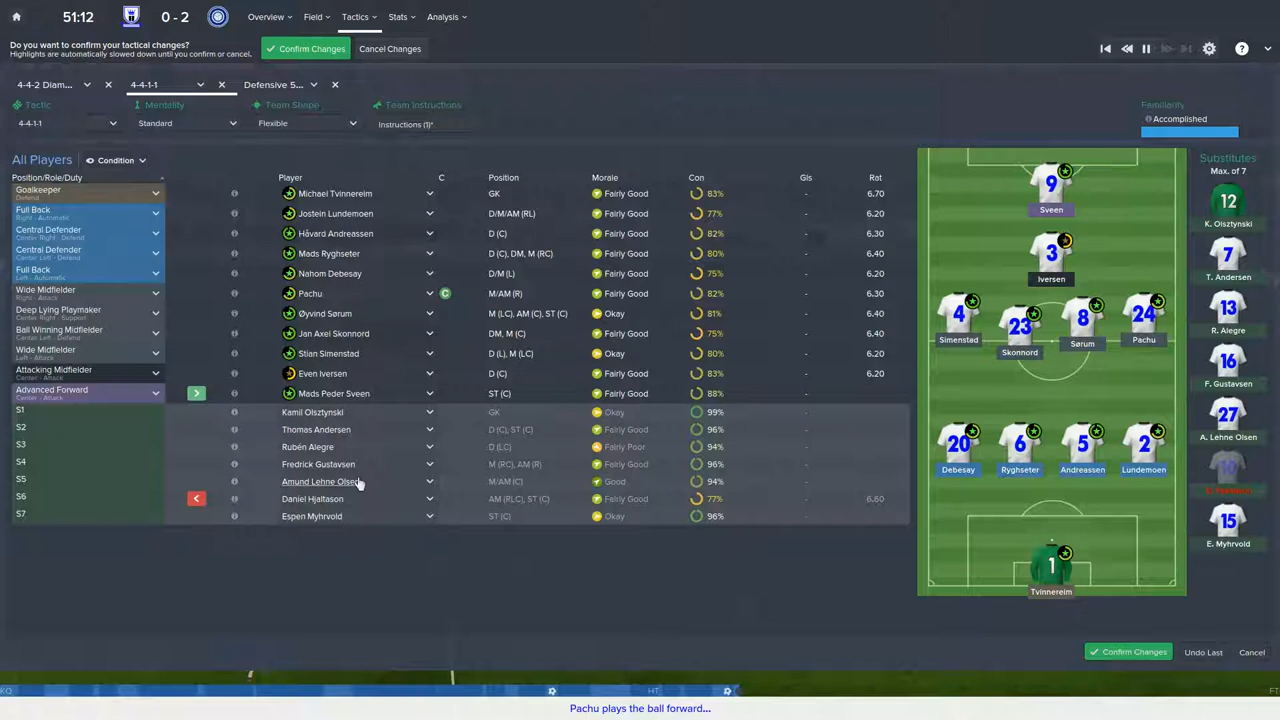 51:12
0 - 2
Overview
Field
Tactics
Stats
Analysis
Do you want to confirm your tactical changes?
Highlights are automatically slowed down until you confirm or cancel.
Confirm Changes
Cancel Changes
4-4-2 Diam...
4-4-1-1
Defensive 5...
Tactic
Mentality
Team Shape
Team Instructions
Familiarity
4-4-1-1
Standard
Flexible
Instructions (1)*
Accomplished
All Players
Condition
Substitutes
Max. of 7
Position/Role/Duty
Player
C
Position
Morale
Con
Gls
Rat
Goalkeeper
Defend
Michael Tvinnereim
GK
Fairly Good
83%
-
6.70
Full Back
Right - Automatic
Jostein Lundemoen
D/M/AM (RL)
Fairly Good
77%
-
6.20
Central Defender
Center Right - Defend
Håvard Andreassen
D (C)
Fairly Good
82%
-
6.30
Central Defender
Center Left - Defend
Mads Ryghseter
D (C), DM, M (RC)
Fairly Good
80%
-
6.40
Full Back
Left - Automatic
Nahom Debesay
D/M (L)
Fairly Good
75%
-
6.20
Wide Midfielder
Right - Attack
Pachu
C
M/AM (R)
Fairly Good
82%
-
6.30
Deep Lying Playmaker
Center Right - Support
Øyvind Sørum
M (LC), AM (C), ST (C)
Okay
81%
-
6.40
Ball Winning Midfielder
Center Left - Defend
Jan Axel Skonnord
DM, M (C)
Fairly Good
75%
-
6.40
Wide Midfielder
Left - Attack
Stian Simenstad
D (L), M (LC)
Okay
80%
-
6.20
Attacking Midfielder
Center - Attack
Even Iversen
D (C)
Fairly Good
83%
-
6.20
Advanced Forward
Center - Attack
Mads Peder Sveen
ST (C)
Fairly Good
88%
-
S1
Kamil Olsztynski
GK
Okay
99%
-
S2
Thomas Andersen
D (C), ST (C)
Fairly Good
96%
-
S3
Rubén Alegre
D (LC)
Fairly Poor
94%
-
S4
Fredrick Gustavsen
M (RC), AM (R)
Fairly Good
96%
-
S5
Amund Lehne Olsen
M/AM (C)
Good
94%
-
S6
Daniel Hjaltason
AM (RLC), ST (C)
Fairly Good
77%
-
6.60
S7
Espen Myhrvold
ST (C)
Okay
96%
-
9
Sveen
3
Iversen
4
Simenstad
23
Skonnord
8
Sørum
24
Pachu
20
Debesay
6
Ryghseter
5
Andreassen
2
Lundemoen
1
Tvinnereim
12
K. Olsztynski
7
T. Andersen
13
R. Alegre
16
F. Gustavsen
27
A. Lehne Olsen
10
15
E. Myhrvold
Confirm Changes
Undo Last
Cancel
KO
HT
FT
Pachu plays the ball forward...